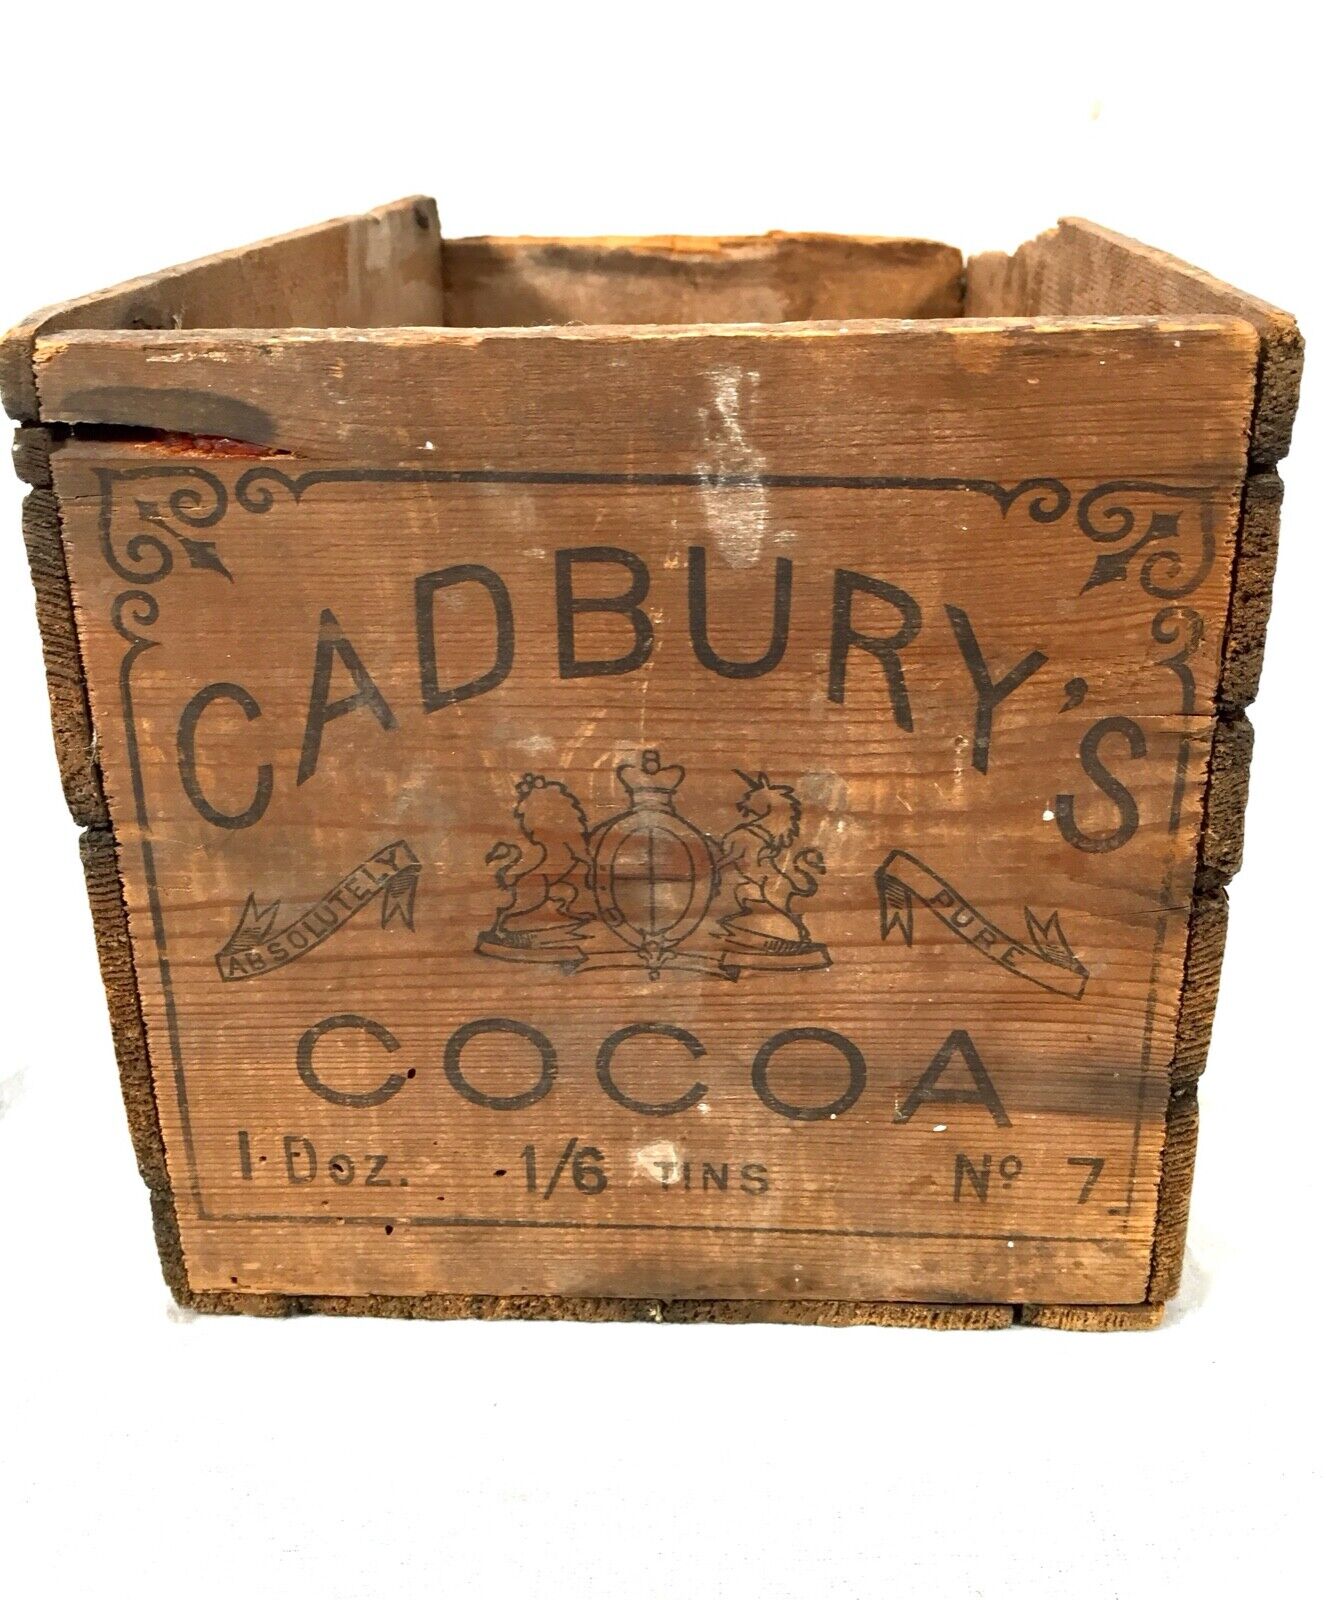 CADBURY'S
ABSOLUTELY PURE
COCOA
1 Doz. 1/6 TINS Nº 7